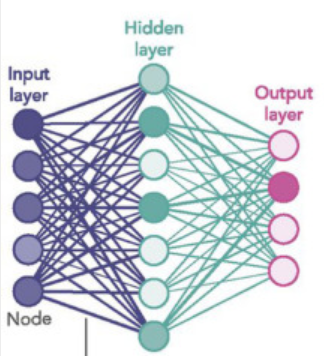 Hidden
layer
Input
layer
Output
layer
Node